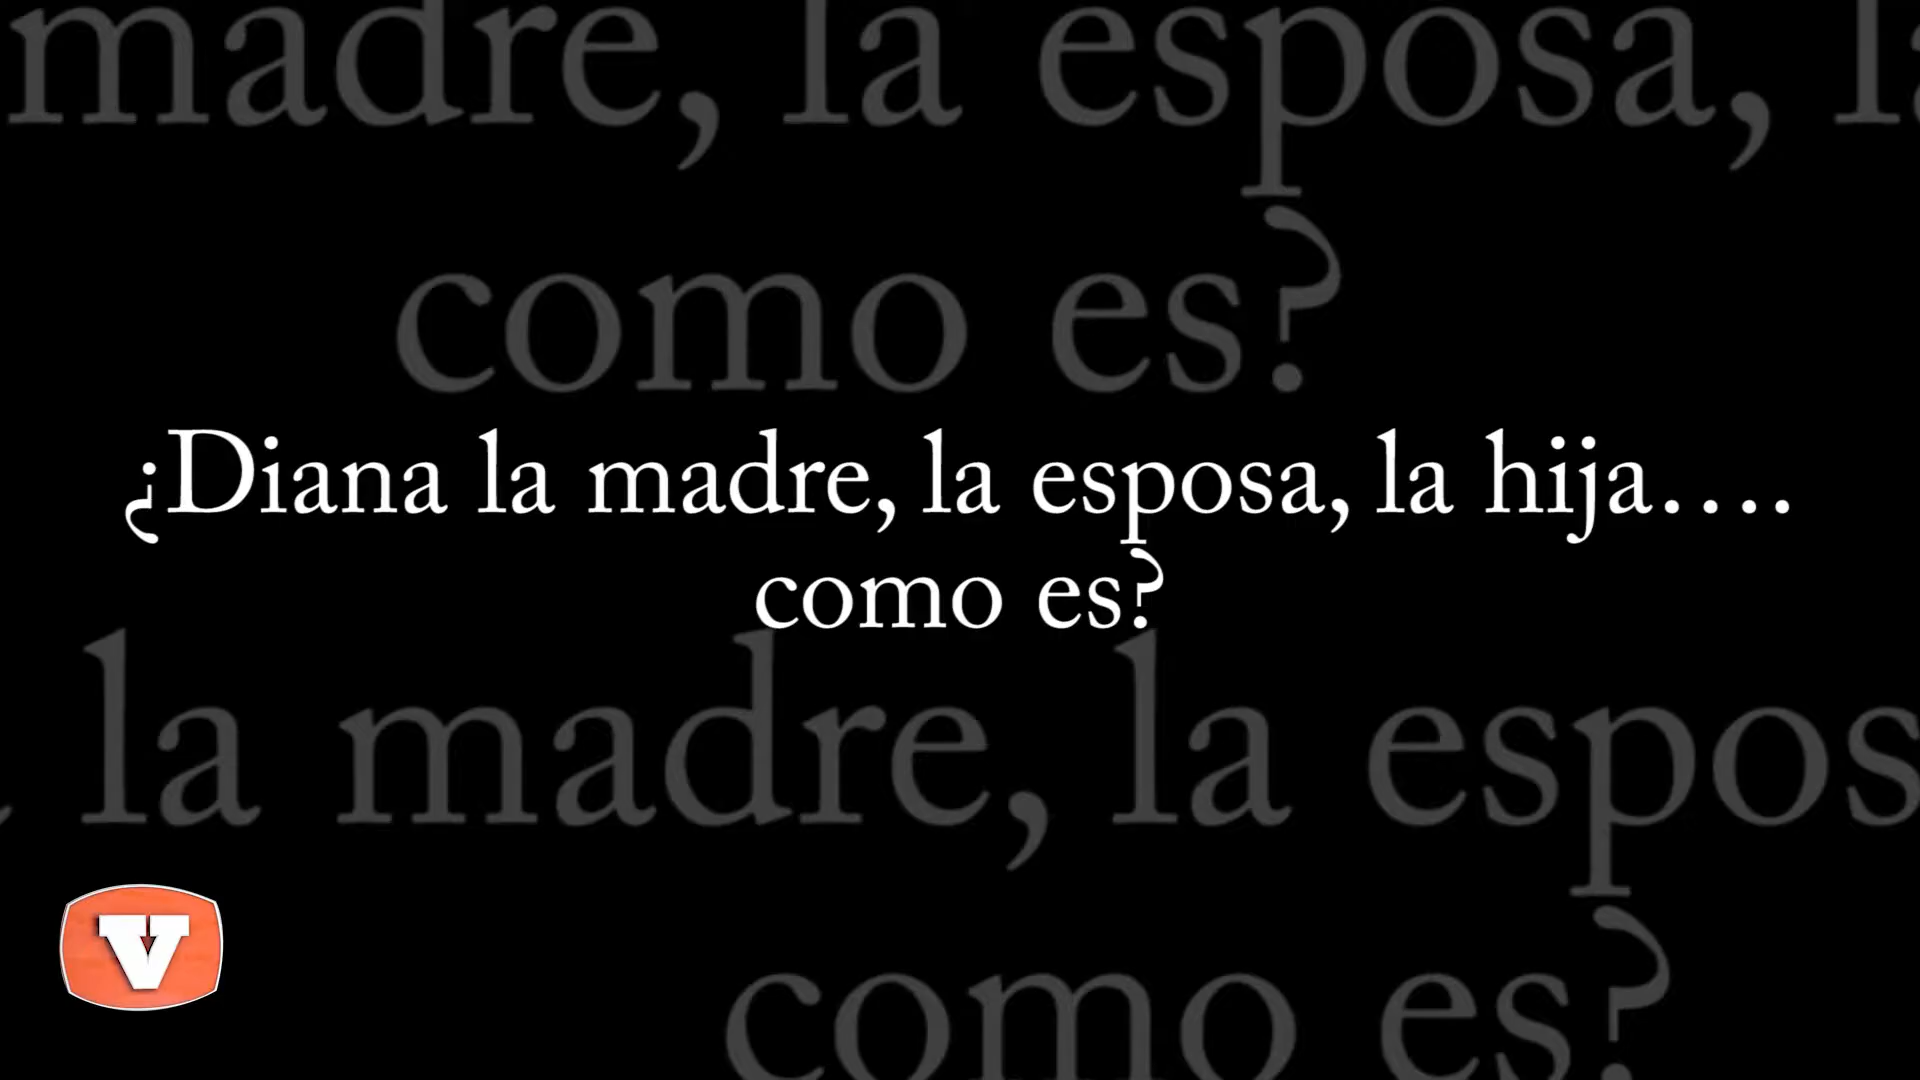 madre, la esposa, la
como es?
¿Diana la madre, la esposa, la hija....
como es?
la madre, la espos
como es?
V